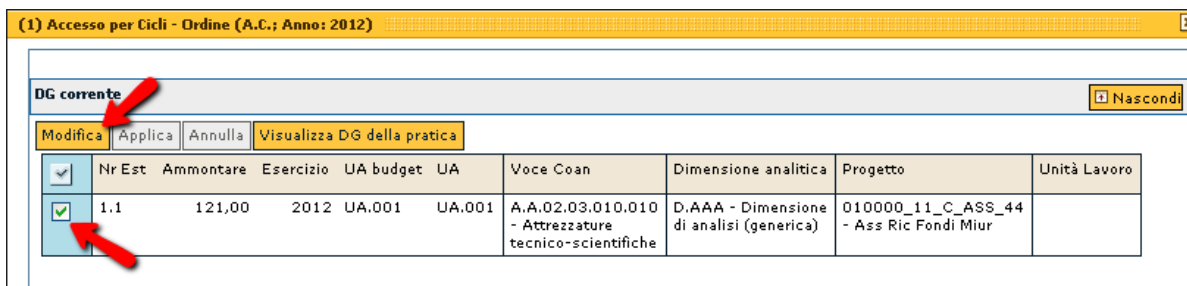 (1) Accesso per Cicli - Ordine (A.C.; Anno: 2012)
DG corrente
Nascondi
Modifica Applica Annulla Visualizza DG della pratica
Nr Est Ammontare Esercizio UA budget UA Voce Coan Dimensione analitica Progetto Unità Lavoro
1.1 121,00 2012 UA.001 UA.001 A.A.02.03.010.010 D.AAA - Dimensione 010000_11_C_ASS_44
- Attrezzature di analisi (generica) - Ass Ric Fondi Miur
tecnico-scientifiche